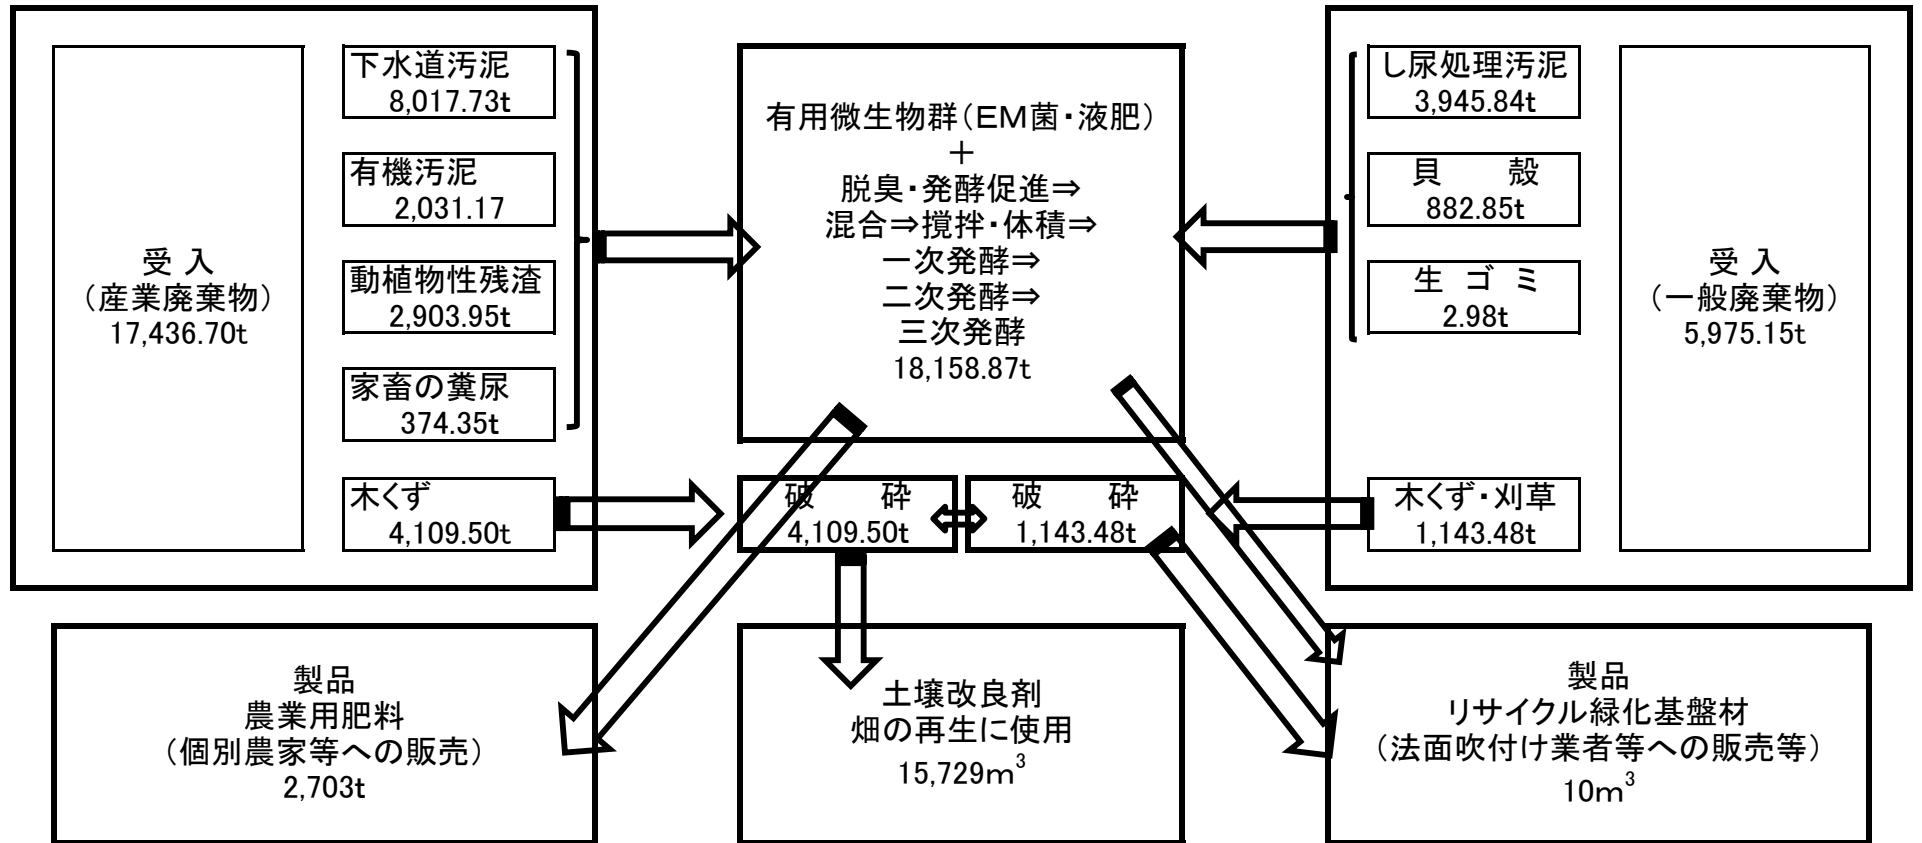 受 入
（産業廃棄物）
17,436.70t
下水道汚泥
8,017.73t
有機汚泥
2,031.17
動植物性残渣
2,903.95t
家畜の糞尿
374.35t
木くず
4,109.50t
有用微生物群（EM菌・液肥）
＋
脱臭・発酵促進⇒
混合⇒撹拌・体積⇒
一次発酵⇒
二次発酵⇒
三次発酵
18,158.87t
破 砕
4,109.50t
破 砕
1,143.48t
し尿処理汚泥
3,945.84t
貝 殻
882.85t
生 ゴ ミ
2.98t
木くず・刈草
1,143.48t
受 入
（一般廃棄物）
5,975.15t
製品
農業用肥料
（個別農家等への販売）
2,703t
土壌改良剤
畑の再生に使用
15,729m³
製品
リサイクル緑化基盤材
（法面吹付け業者等への販売等）
10m³